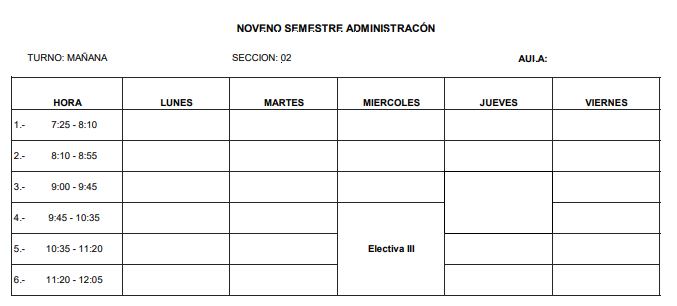 NOVENO SEMESTRE ADMINISTRACÓN
TURNO: MAÑANA SECCION: 02 AULA:
HORA LUNES MARTES MIERCOLES JUEVES VIERNES
1.- 7:25 - 8:10
2.- 8:10 - 8:55
3.- 9:00 - 9:45
4.- 9:45 - 10:35
5.- 10:35 - 11:20 Electiva III
6.- 11:20 - 12:05